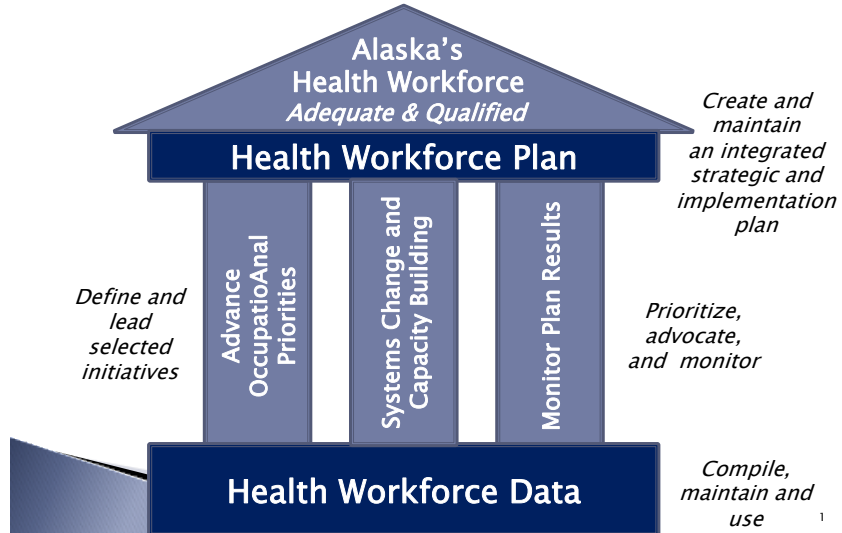 Alaska's
Health Workforce
Adequate & Qualified
Health Workforce Plan
Create and
maintain
an integrated
strategic and
implementation
plan
Define and
lead
selected
initiatives
Advance
OccupatioAnal
Priorities
Systems Change and
Capacity Building
Monitor Plan Results
Prioritize,
advocate,
and monitor
Health Workforce Data
Compile,
maintain and
use
1